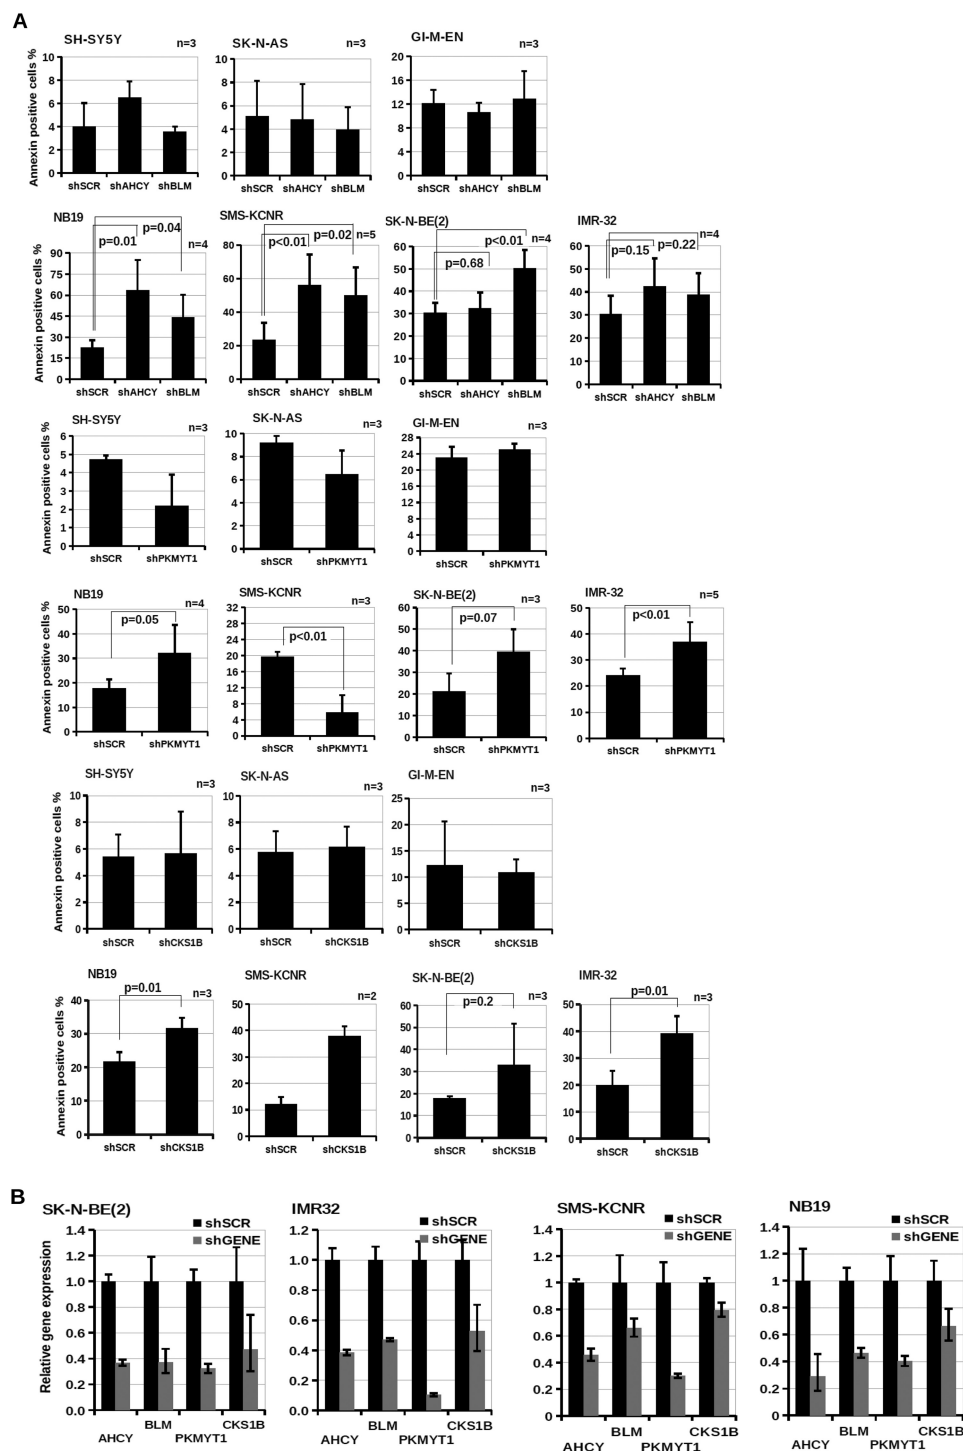 A
SH-SY5Y n=3 SK-N-AS n=3 GI-M-EN n=3
Annexin positive cells %
10 8 6 4 2 0
10 8 6 4 2 0
20 16 12 8 4 0
shSCR shAHCY shBLM shSCR shAHCY shBLM shSCR shAHCY shBLM
NB19 p=0.04 p=0.01 n=4
SMS-KCNR p=0.02 n=5 p<0.01
SK-N-BE(2) p<0.01 n=4 p=0.68
IMR-32 n=4 p=0.15 p=0.22
Annexin positive cells %
90 75 60 45 30 15 0
80 60 40 20 0
60 50 40 30 20 10 0
60 50 40 30 20 10 0
shSCR shAHCY shBLM shSCR shAHCY shBLM shSCR shAHCY shBLM shSCR shAHCY shBLM
SH-SY5Y n=3 SK-N-AS n=3 GI-M-EN n=3
Annexin positive cells %
6 5 4 3 2 1 0
10 8 6 4 2 0
28 24 20 16 12 8 4 0
shSCR shPKMYT1 shSCR shPKMYT1 shSCR shPKMYT1
NB19 n=4 p=0.05
SMS-KCNR n=3 p<0.01
SK-N-BE(2) n=3 p=0.07
IMR-32 n=5 p<0.01
Annexin positive cells %
50 40 30 20 10 0
32 28 24 20 16 12 8 4 0
60 50 40 30 20 10 0
50 40 30 20 10 0
shSCR shPKMYT1 shSCR shPKMYT1 shSCR shPKMYT1 shSCR shPKMYT1
SH-SY5Y n=3 SK-N-AS n=3 GI-M-EN n=3
Annexin positive cells %
10 8 6 4 2 0
10 8 6 4 2 0
25 20 15 10 5 0
shSCR shCKS1B shSCR shCKS1B shSCR shCKS1B
NB19 p=0.01 n=3
SMS-KCNR n=2
SK-N-BE(2) p=0.2 n=3
IMR-32 p=0.01 n=3
Annexin positive cells %
40 30 20 10 0
50 40 30 20 10 0
60 50 40 30 20 10 0
50 40 30 20 10 0
shSCR shCKS1B shSCR shCKS1B shSCR shCKS1B shSCR shCKS1B
B
SK-N-BE(2) shSCR shGENE
Relative gene expression
1.4 1.2 1.0 0.8 0.6 0.4 0.2 0.0
AHCY BLM PKMYT1 CKS1B
IMR32 shSCR shGENE
1.4 1.2 1.0 0.8 0.6 0.4 0.2 0.0
AHCY BLM PKMYT1 CKS1B
SMS-KCNR shSCR shGENE
1.4 1.2 1 0.8 0.6 0.4 0.2 0
AHCY BLM PKMYT1 CKS1B
NB19 shSCR shGENE
1.4 1.2 1 0.8 0.6 0.4 0.2 0
AHCY BLM PKMYT1 CKS1B